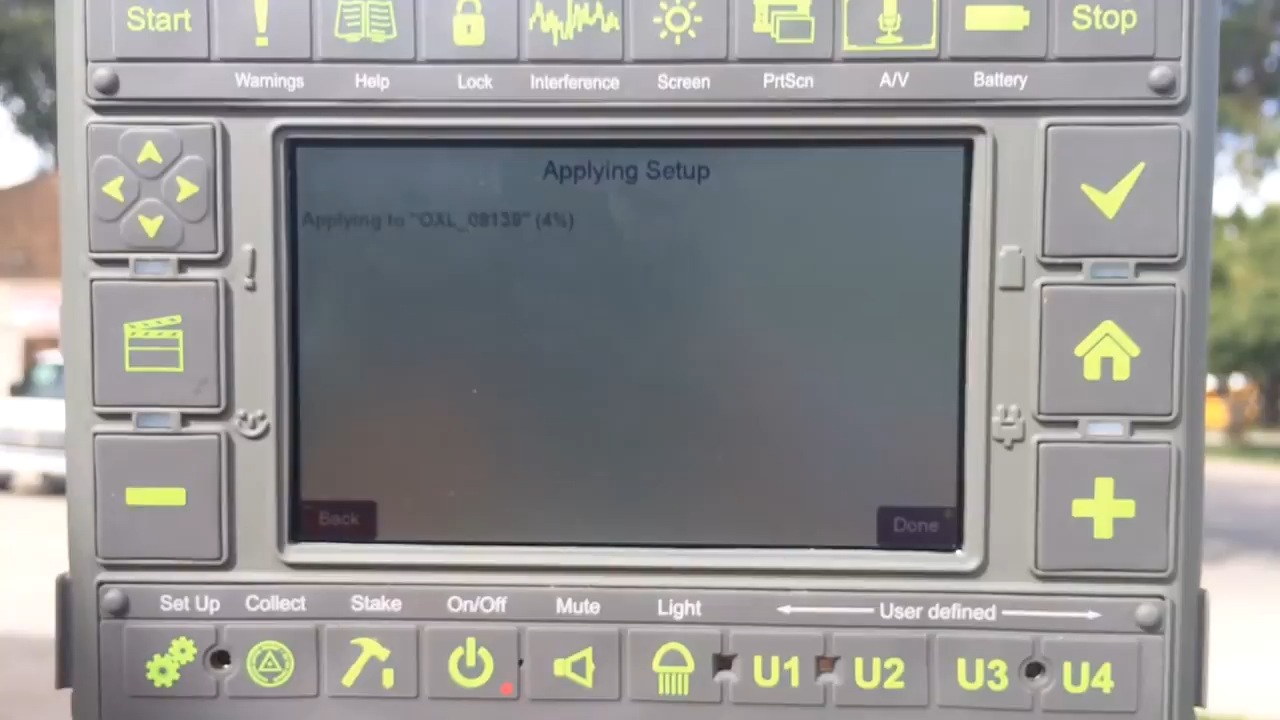 Start Stop
Warnings Help Lock Interference Screen PrtScn A/V Battery
Applying Setup
Applying to "OXL_08139" (4%)
Back Done
Set Up Collect Stake On/Off Mute Light User defined
U1 U2 U3 U4